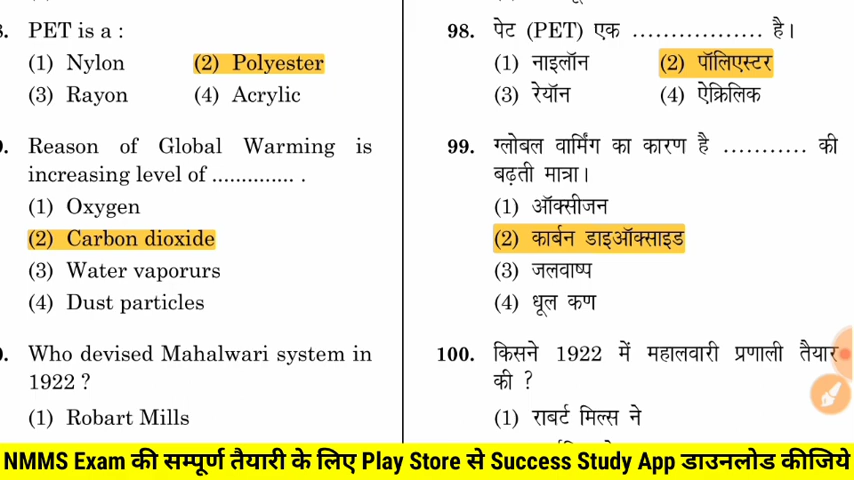 PET is a :
(1) Nylon (2) Polyester
(3) Rayon (4) Acrylic
Reason of Global Warming is
increasing level of .............. .
(1) Oxygen
(2) Carbon dioxide
(3) Water vaporurs
(4) Dust particles
Who devised Mahalwari system in
1922 ?
(1) Robart Mills
98. पेट (PET) एक ................. है।
(1) नाइलॉन (2) पॉलिएस्टर
(3) रेयॉन (4) ऐक्रिलिक
99. ग्लोबल वार्मिंग का कारण है ........... की
बढ़ती मात्रा।
(1) ऑक्सीजन
(2) कार्बन डाइऑक्साइड
(3) जलवाष्प
(4) धूल कण
100. किसने 1922 में महालवारी प्रणाली तैयार
की ?
(1) राबर्ट मिल्स ने
NMMS Exam की सम्पूर्ण तैयारी के लिए Play Store से Success Study App डाउनलोड कीजिये